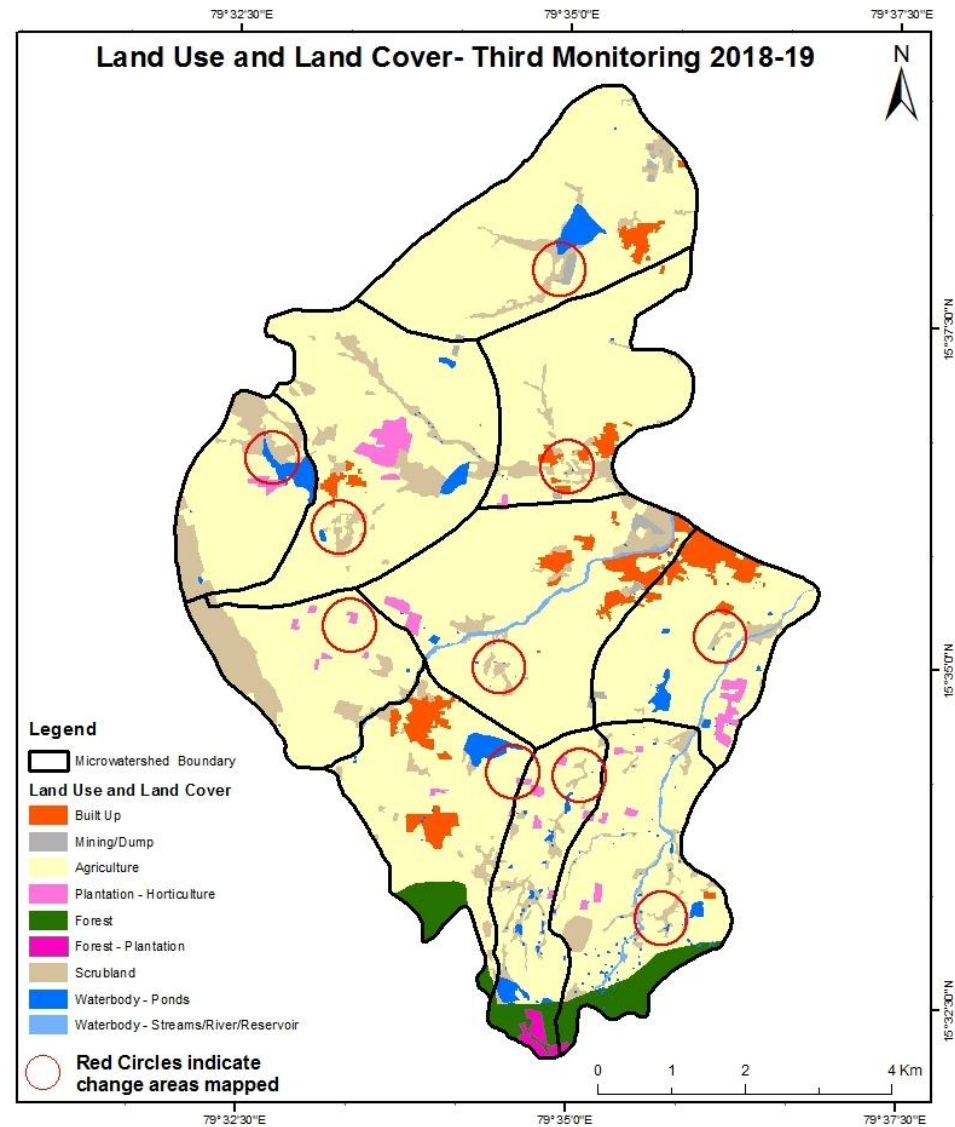 79°32'30"E 79°35'0"E 79°37'30"E
Land Use and Land Cover- Third Monitoring 2018-19
N
15°37'30"N
15°35'0"N
15°32'30"N
Legend
Microwatershed Boundary
Land Use and Land Cover
Built Up
Mining/Dump
Agriculture
Plantation - Horticulture
Forest
Forest - Plantation
Scrubland
Waterbody - Ponds
Waterbody - Streams/River/Reservoir
Red Circles indicate
change areas mapped
0 1 2 4 Km
79°32'30"E 79°35'0"E 79°37'30"E